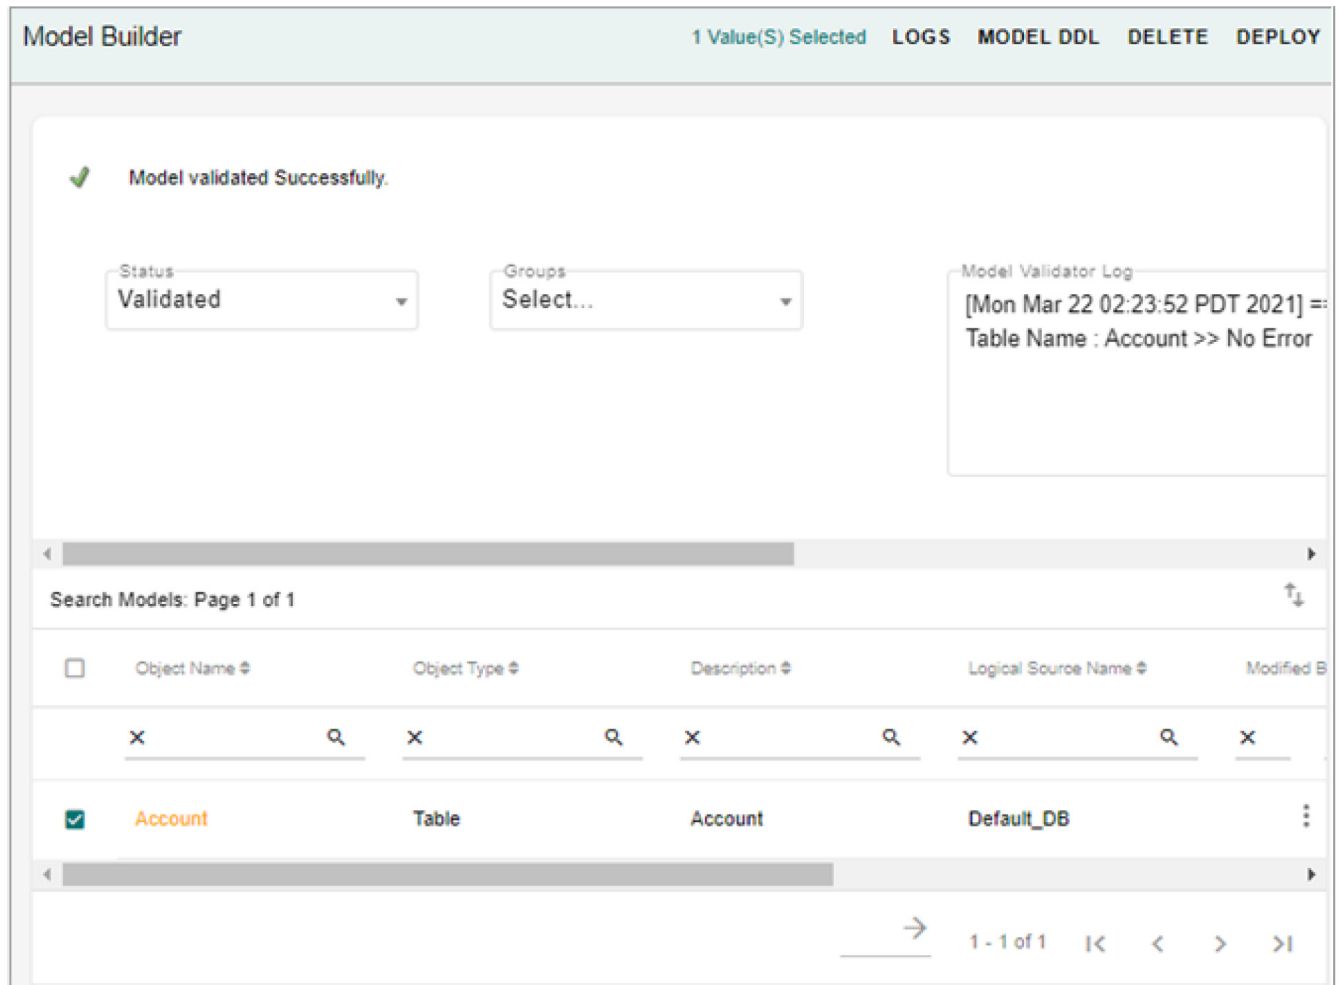 Model Builder
1 Value(S) Selected LOGS MODEL DDL DELETE DEPLOY
Model validated Successfully.
Status
Validated
Groups
Select...
Model Validator Log
[Mon Mar 22 02:23:52 PDT 2021] ==
Table Name : Account >> No Error
Search Models: Page 1 of 1
Object Name Object Type Description Logical Source Name Modified B
Account Table Account Default_DB
1 - 1 of 1